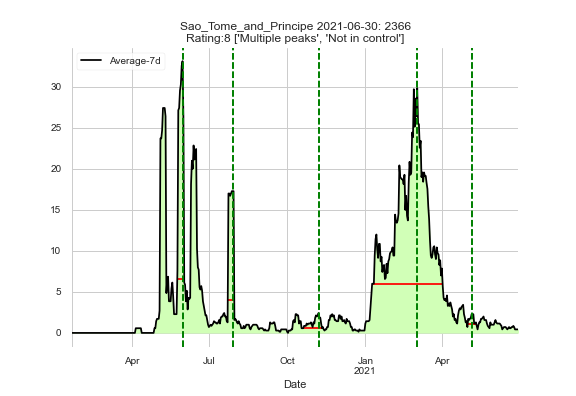 Sao_Tome_and_Principe 2021-06-30: 2366
Rating:8 ['Multiple peaks', 'Not in control']
Average-7d
30
25
20
15
10
5
0
Apr Jul Oct Jan Apr
2021
Date